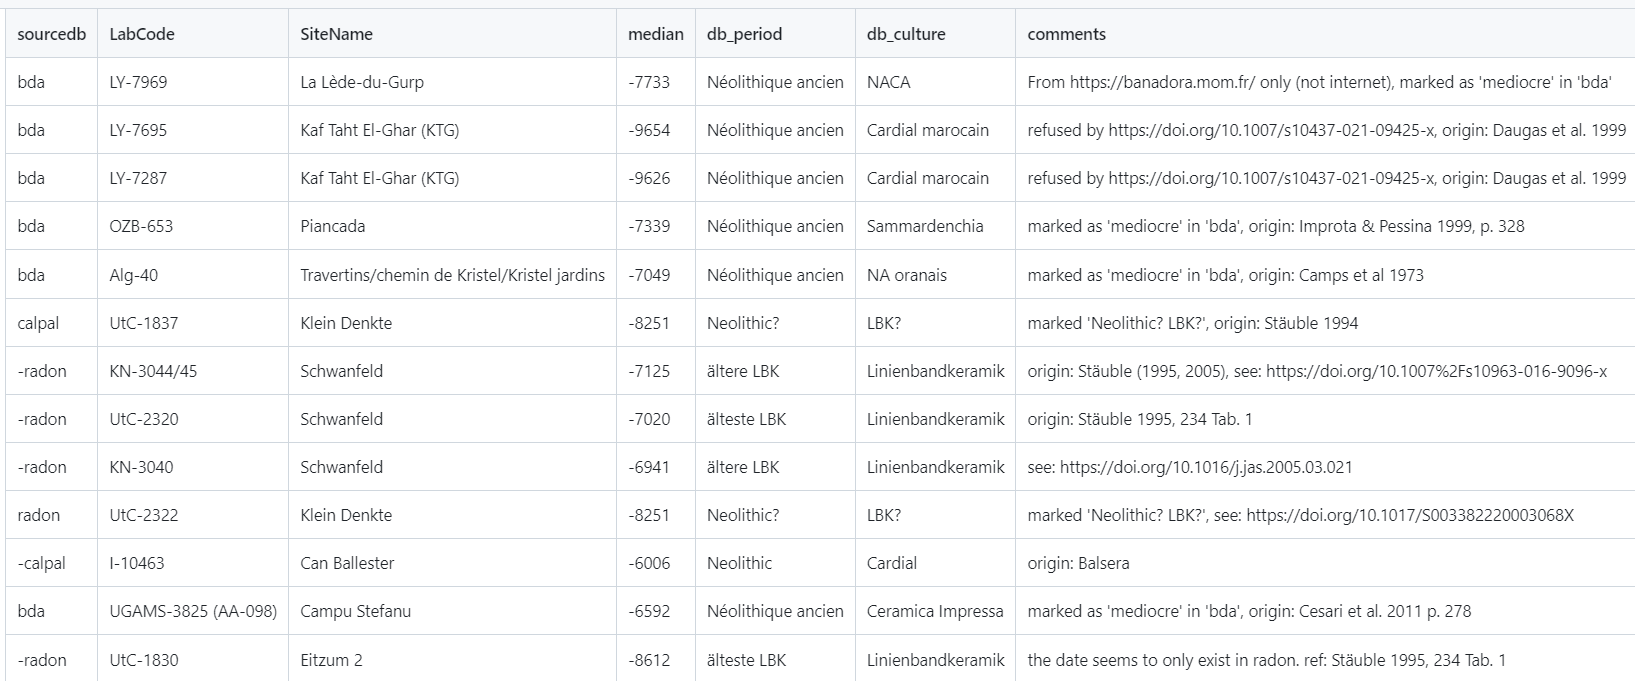 sourcedb LabCode SiteName median db_period db_culture comments
bda LY-7969 La Lède-du-Gurp -7733 Néolithique ancien NACA From https://banadora.mom.fr/ only (not internet), marked as 'mediocre' in 'bda'
bda LY-7695 Kaf Taht El-Ghar (KTG) -9654 Néolithique ancien Cardial marocain refused by https://doi.org/10.1007/s10437-021-09425-x, origin: Daugas et al. 1999
bda LY-7287 Kaf Taht El-Ghar (KTG) -9626 Néolithique ancien Cardial marocain refused by https://doi.org/10.1007/s10437-021-09425-x, origin: Daugas et al. 1999
bda OZB-653 Piancada -7339 Néolithique ancien Sammardenchia marked as 'mediocre' in 'bda', origin: Improta & Pessina 1999, p. 328
bda Alg-40 Travertins/chemin de Kristel/Kristel jardins -7049 Néolithique ancien NA oranais marked as 'mediocre' in 'bda', origin: Camps et al 1973
calpal UtC-1837 Klein Denkte -8251 Neolithic? LBK? marked 'Neolithic? LBK?', origin: Stäuble 1994
-radon KN-3044/45 Schwanfeld -7125 ältere LBK Linienbandkeramik origin: Stäuble (1995, 2005), see: https://doi.org/10.1007%2Fs10963-016-9096-x
-radon UtC-2320 Schwanfeld -7020 älteste LBK Linienbandkeramik origin: Stäuble 1995, 234 Tab. 1
-radon KN-3040 Schwanfeld -6941 ältere LBK Linienbandkeramik see: https://doi.org/10.1016/j.jas.2005.03.021
radon UtC-2322 Klein Denkte -8251 Neolithic? LBK? marked 'Neolithic? LBK?', see: https://doi.org/10.1017/S003382220003068X
-calpal I-10463 Can Ballester -6006 Neolithic Cardial origin: Balsera
bda UGAMS-3825 (AA-098) Campu Stefanu -6592 Néolithique ancien Ceramica Impressa marked as 'mediocre' in 'bda', origin: Cesari et al. 2011 p. 278
-radon UtC-1830 Eitzum 2 -8612 älteste LBK Linienbandkeramik the date seems to only exist in radon. ref: Stäuble 1995, 234 Tab. 1